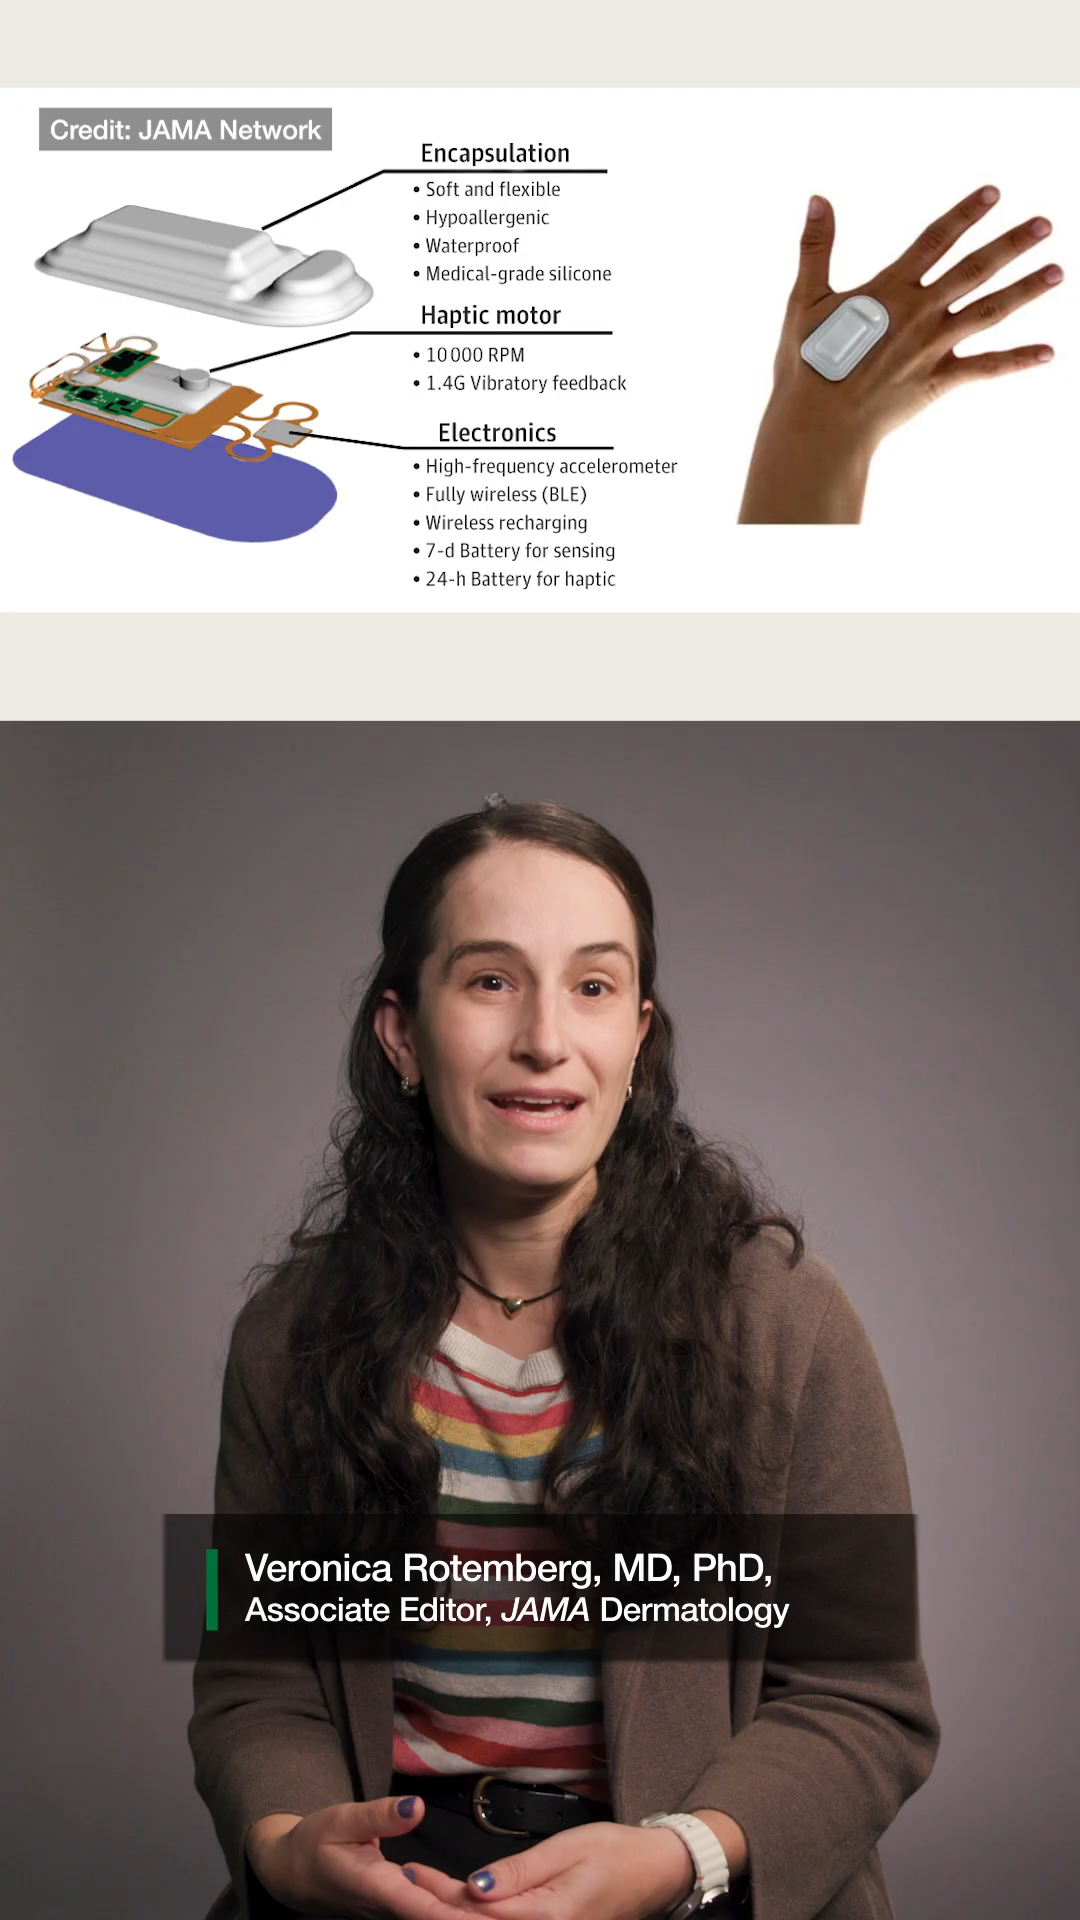 Credit: JAMA Network
Encapsulation
• Soft and flexible
• Hypoallergenic
• Waterproof
• Medical-grade silicone
Haptic motor
• 10 000 RPM
• 1.4G Vibratory feedback
Electronics
• High-frequency accelerometer
• Fully wireless (BLE)
• Wireless recharging
• 7-d Battery for sensing
• 24-h Battery for haptic
Veronica Rotemberg, MD, PhD,
Associate Editor, JAMA Dermatology